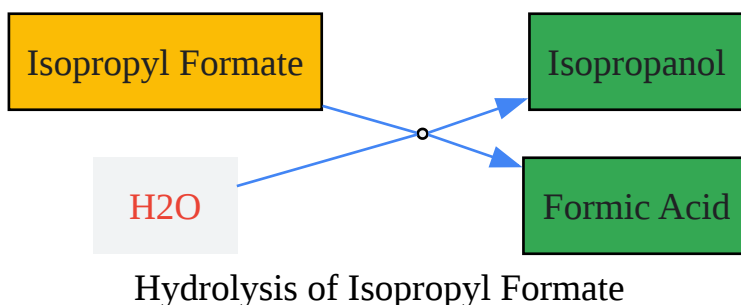 Isopropyl Formate
Isopropanol
H2O
Formic Acid
Hydrolysis of Isopropyl Formate